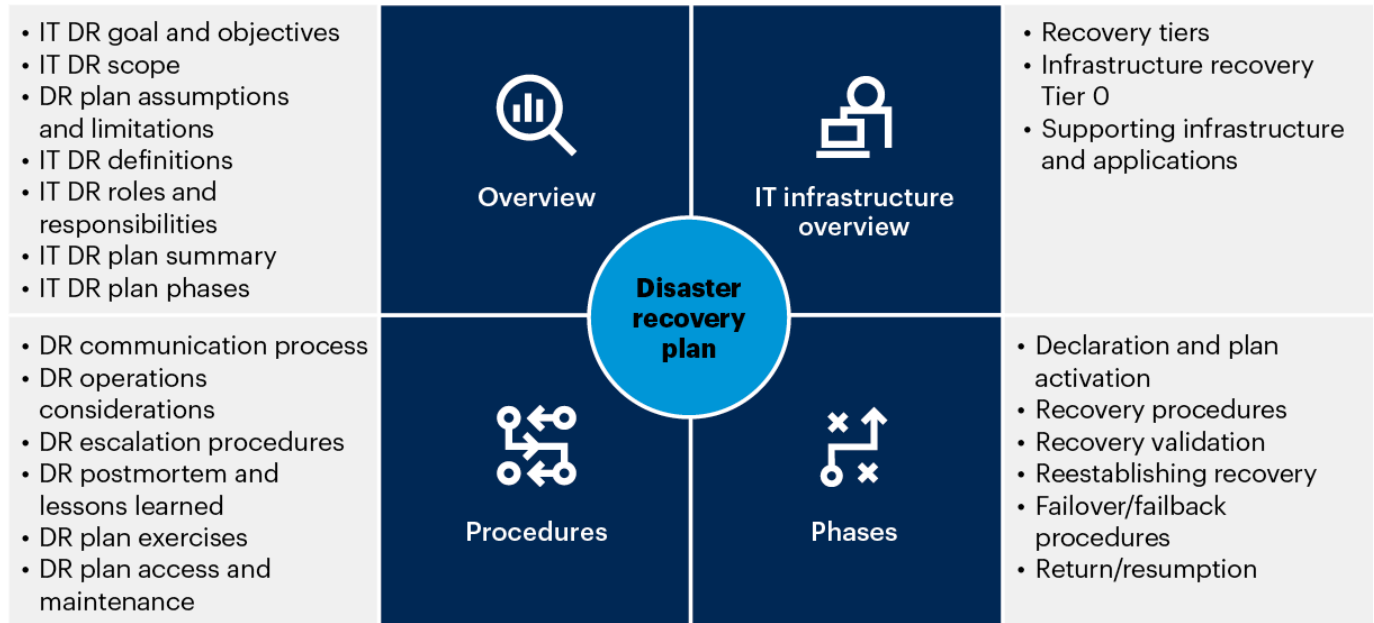 • IT DR goal and objectives
• IT DR scope
• DR plan assumptions
and limitations
• IT DR definitions
• IT DR roles and
responsibilities
• IT DR plan summary
• IT DR plan phases
Overview
IT infrastructure
overview
• Recovery tiers
• Infrastructure recovery
Tier 0
• Supporting infrastructure
and applications
Disaster
recovery
plan
• DR communication process
• DR operations
considerations
• DR escalation procedures
• DR postmortem and
lessons learned
• DR plan exercises
• DR plan access and
maintenance
Procedures
Phases
• Declaration and plan
activation
• Recovery procedures
• Recovery validation
• Reestablishing recovery
• Failover/failback
procedures
• Return/resumption